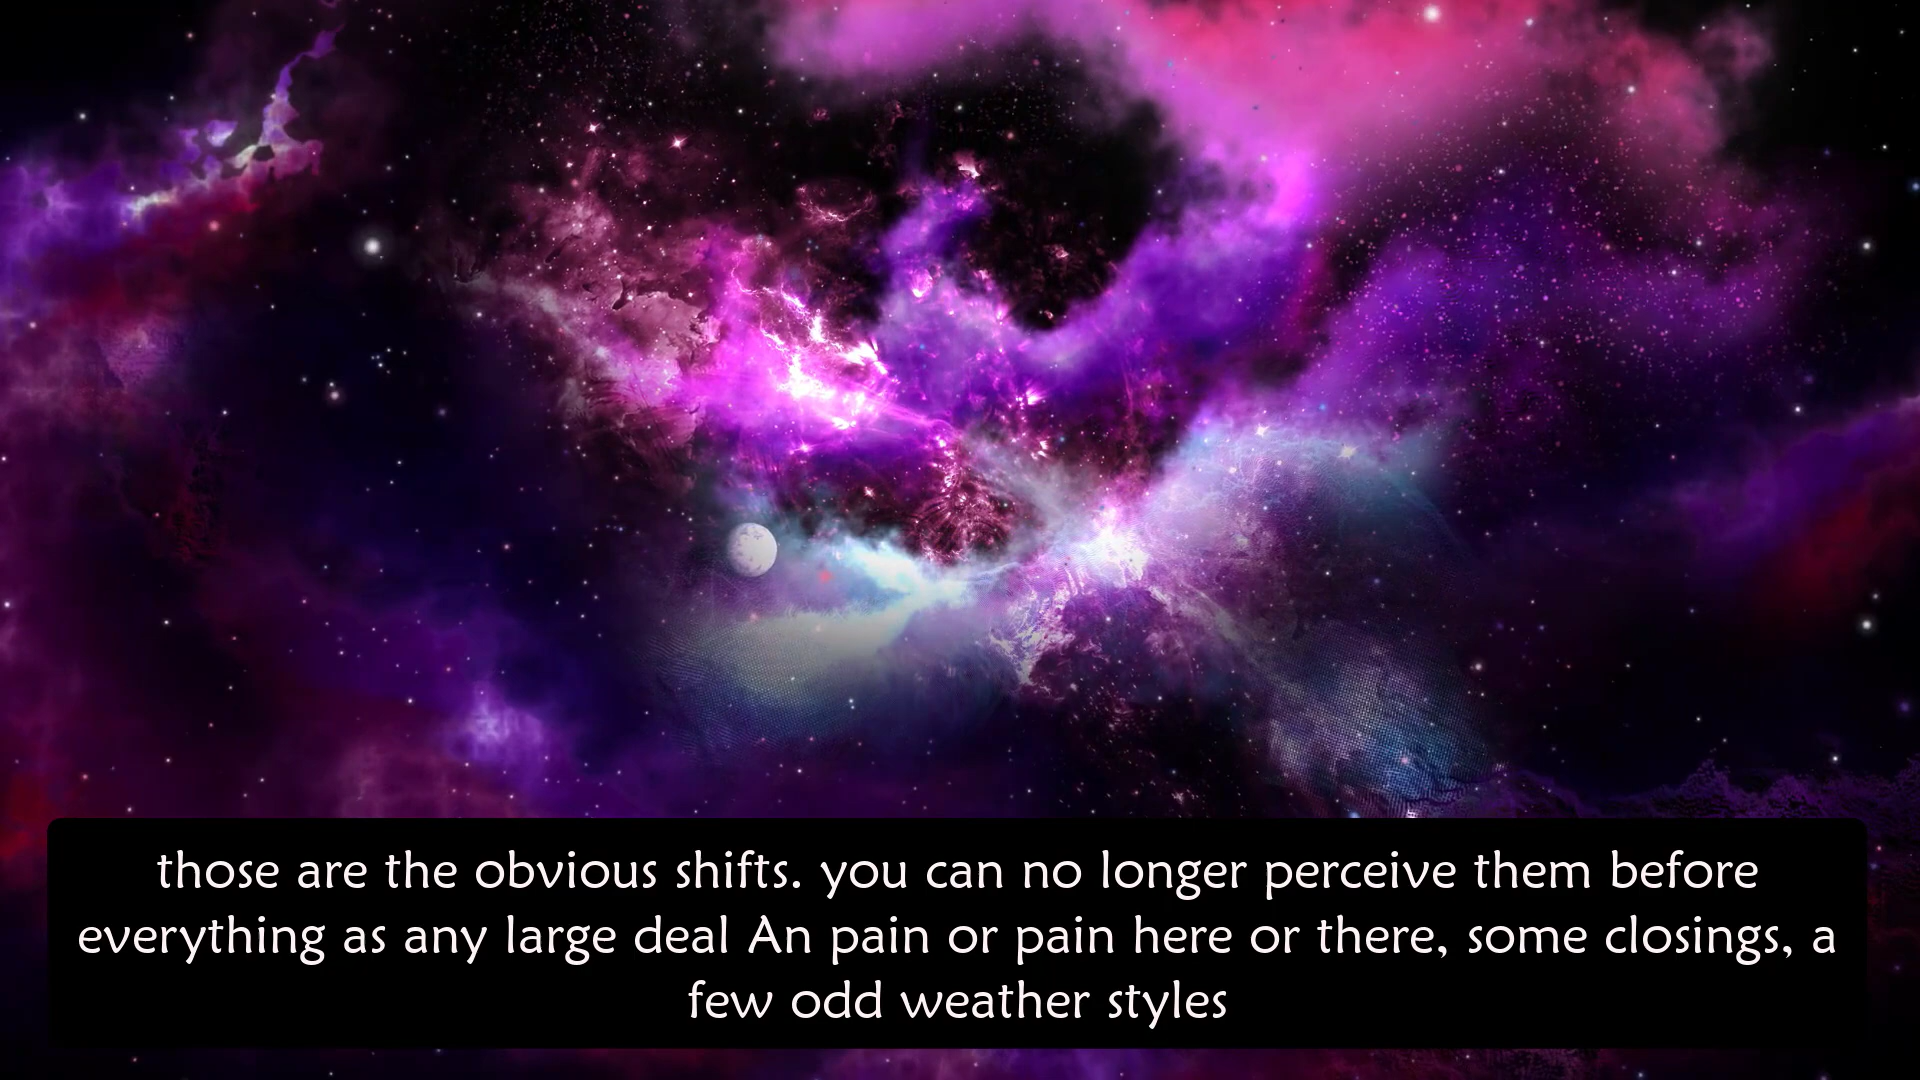 those are the obvious shifts. you can no longer perceive them before
everything as any large deal An pain or pain here or there, some closings, a
few odd weather styles